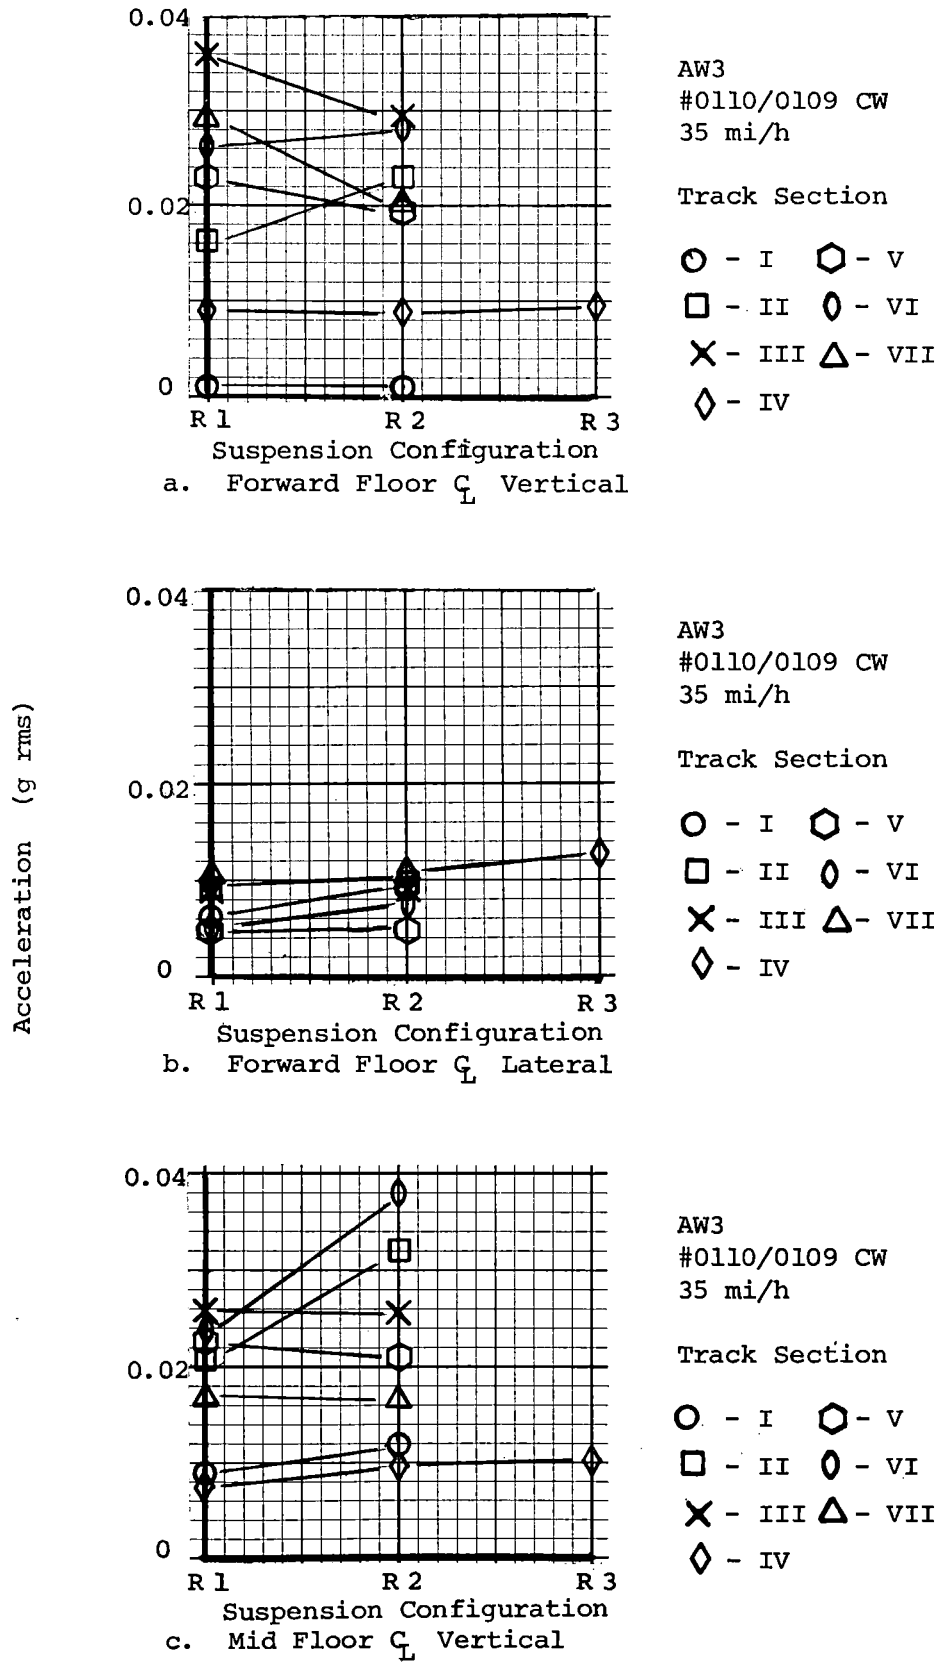 Acceleration (g rms)
0.04
0.02
0
R 1 R 2 R 3
Suspension Configuration
a. Forward Floor ℄ Vertical
AW3
#0110/0109 CW
35 mi/h
Track Section
- I - V
- II - VI
- III - VII
- IV
0.04
0.02
0
R 1 R 2 R 3
Suspension Configuration
b. Forward Floor ℄ Lateral
AW3
#0110/0109 CW
35 mi/h
Track Section
- I - V
- II - VI
- III - VII
- IV
0.04
0.02
0
R 1 R 2 R 3
Suspension Configuration
c. Mid Floor ℄ Vertical
AW3
#0110/0109 CW
35 mi/h
Track Section
- I - V
- II - VI
- III - VII
- IV